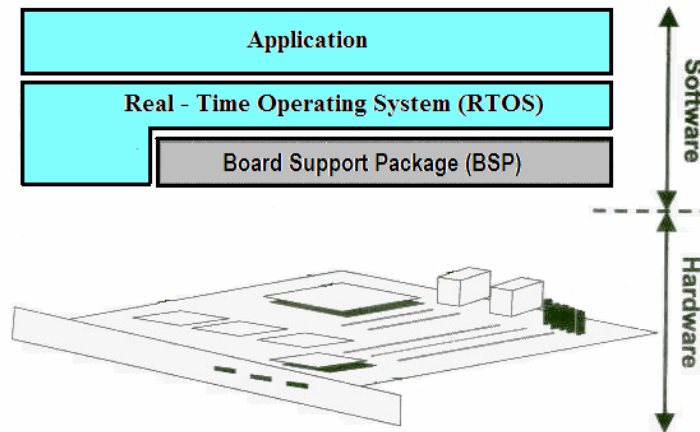 Application
Real - Time Operating System (RTOS)
Board Support Package (BSP)
Software
Hardware